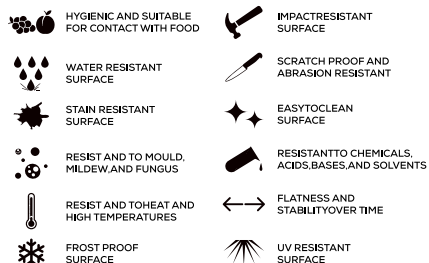 HYGIENIC AND SUITABLE
FOR CONTACT WITH FOOD
WATER RESISTANT
SURFACE
STAIN RESISTANT
SURFACE
RESIST AND TO MOULD,
MILDEW,AND FUNGUS
RESIST AND TOHEAT AND
HIGH TEMPERATURES
FROST PROOF
SURFACE
IMPACTRESISTANT
SURFACE
SCRATCH PROOF AND
ABRASION RESISTANT
EASYTOCLEAN
SURFACE
RESISTANTTO CHEMICALS,
ACIDS,BASES,AND SOLVENTS
FLATNESS AND
STABILITYOVER TIME
UV RESISTANT
SURFACE